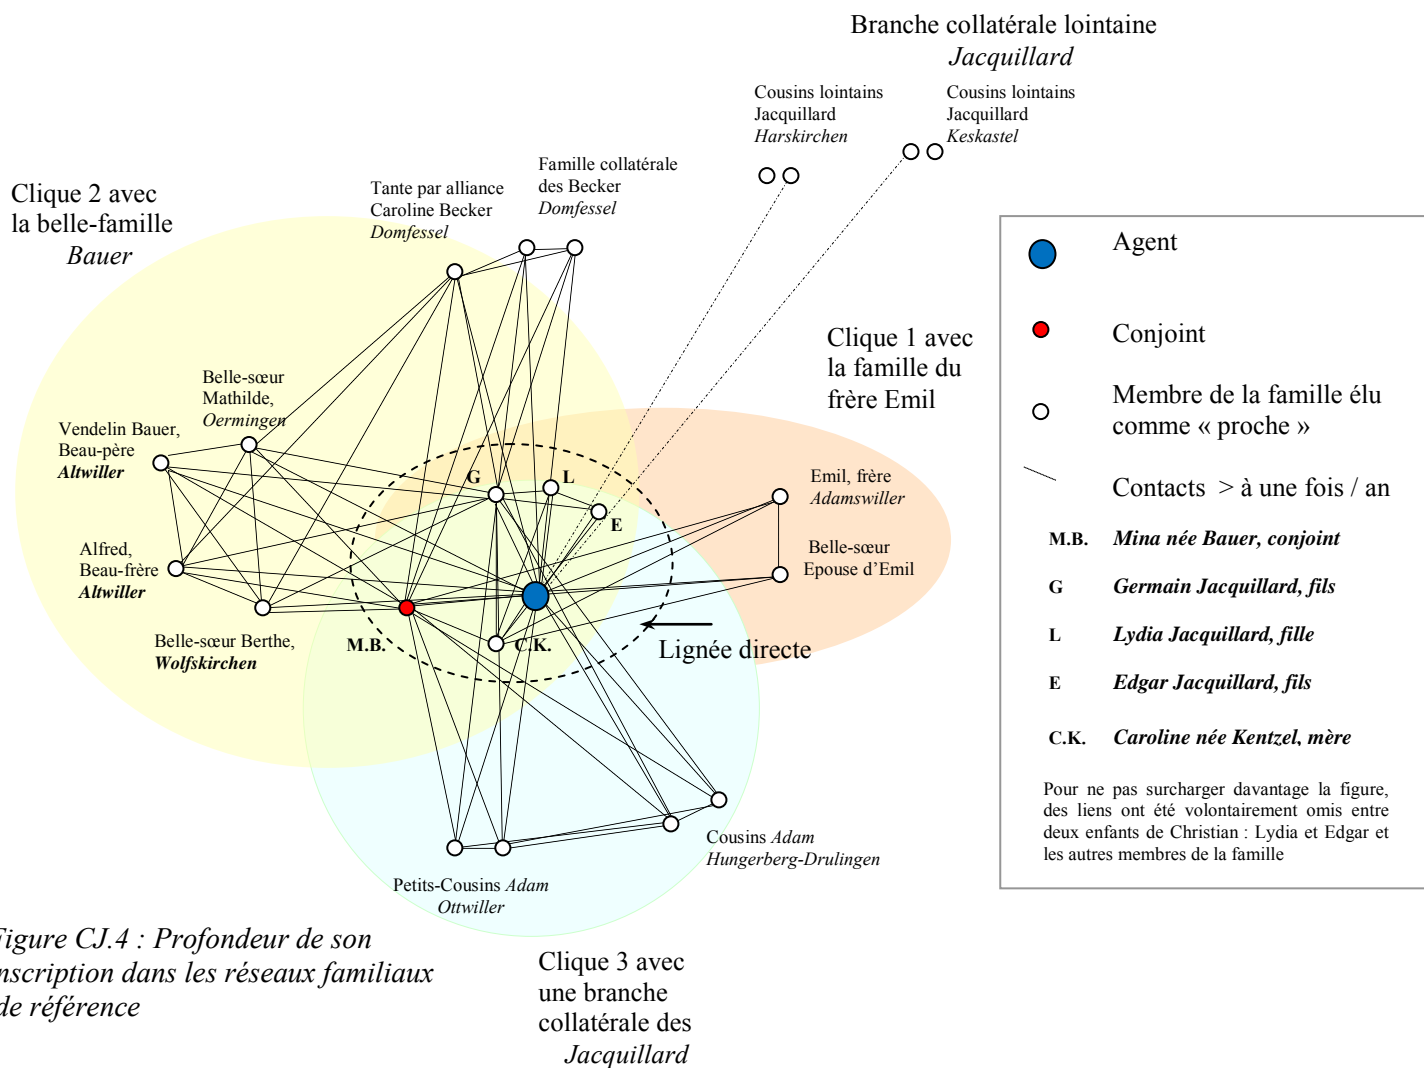 Branche collatérale lointaine
Jacquillard
Cousins lointains
Jacquillard
Harskirchen
Cousins lointains
Jacquillard
Keskastel
Clique 2 avec
la belle-famille
Bauer
Tante par alliance
Caroline Becker
Domfessel
Famille collatérale
des Becker
Domfessel
Clique 1 avec
la famille du
frère Emil
Belle-sœur
Mathilde,
Oermingen
Vendelin Bauer,
Beau-père
Altwiller
Alfred,
Beau-frère
Altwiller
Belle-sœur Berthe,
Wolfskirchen
G
L
E
M.B.
C.K.
Emil, frère
Adamswiller
Belle-sœur
Epouse d’Emil
Lignée directe
Cousins Adam
Hungerberg-Drulingen
Petits-Cousins Adam
Ottwiller
Clique 3 avec
une branche
collatérale des
Jacquillard
Figure CJ.4 : Profondeur de son
inscription dans les réseaux familiaux
de référence
Agent
Conjoint
Membre de la famille élu
comme « proche »
Contacts > à une fois / an
M.B. Mina née Bauer, conjoint
G Germain Jacquillard, fils
L Lydia Jacquillard, fille
E Edgar Jacquillard, fils
C.K. Caroline née Kentzel, mère
Pour ne pas surcharger davantage la figure,
des liens ont été volontairement omis entre
deux enfants de Christian : Lydia et Edgar et
les autres membres de la famille